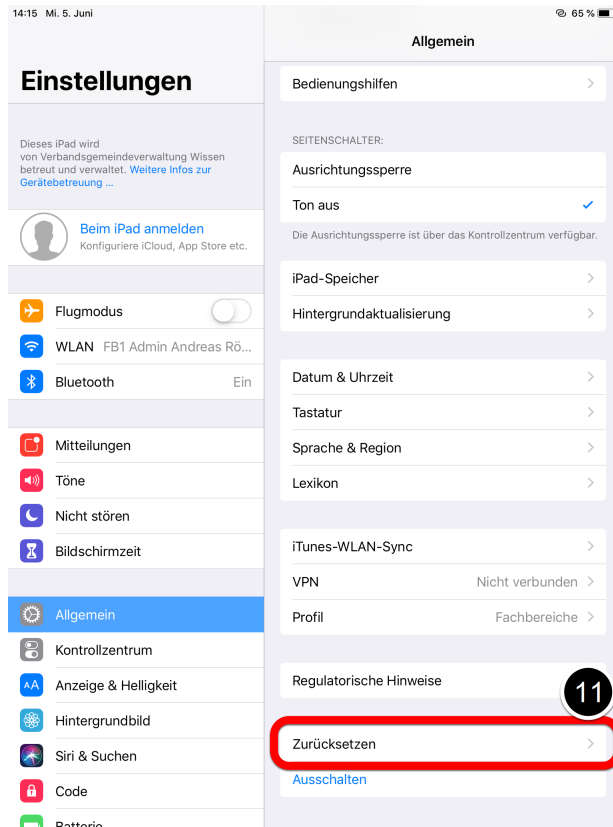 14:15 Mi. 5. Juni
65 %
Einstellungen
Dieses iPad wird
von Verbandsgemeindeverwaltung Wissen
betreut und verwaltet. Weitere Infos zur
Gerätebetreuung ...
Beim iPad anmelden
Konfiguriere iCloud, App Store etc.
Flugmodus
WLAN FB1 Admin Andreas Rö...
Bluetooth Ein
Mitteilungen
Töne
Nicht stören
Bildschirmzeit
Allgemein
Kontrollzentrum
AA Anzeige & Helligkeit
Hintergrundbild
Siri & Suchen
Code
Batterie
Allgemein
Bedienungshilfen
SEITENSCHALTER:
Ausrichtungssperre
Ton aus
Die Ausrichtungssperre ist über das Kontrollzentrum verfügbar.
iPad-Speicher
Hintergrundaktualisierung
Datum & Uhrzeit
Tastatur
Sprache & Region
Lexikon
iTunes-WLAN-Sync
VPN Nicht verbunden
Profil Fachbereiche
Regulatorische Hinweise
11
Zurücksetzen
Ausschalten